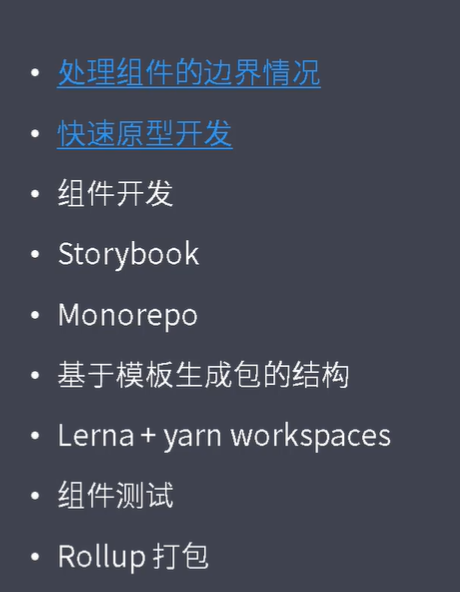 • 处理组件的边界情况
• 快速原型开发
• 组件开发
• Storybook
• Monorepo
• 基于模板生成包的结构
• Lerna + yarn workspaces
• 组件测试
• Rollup 打包